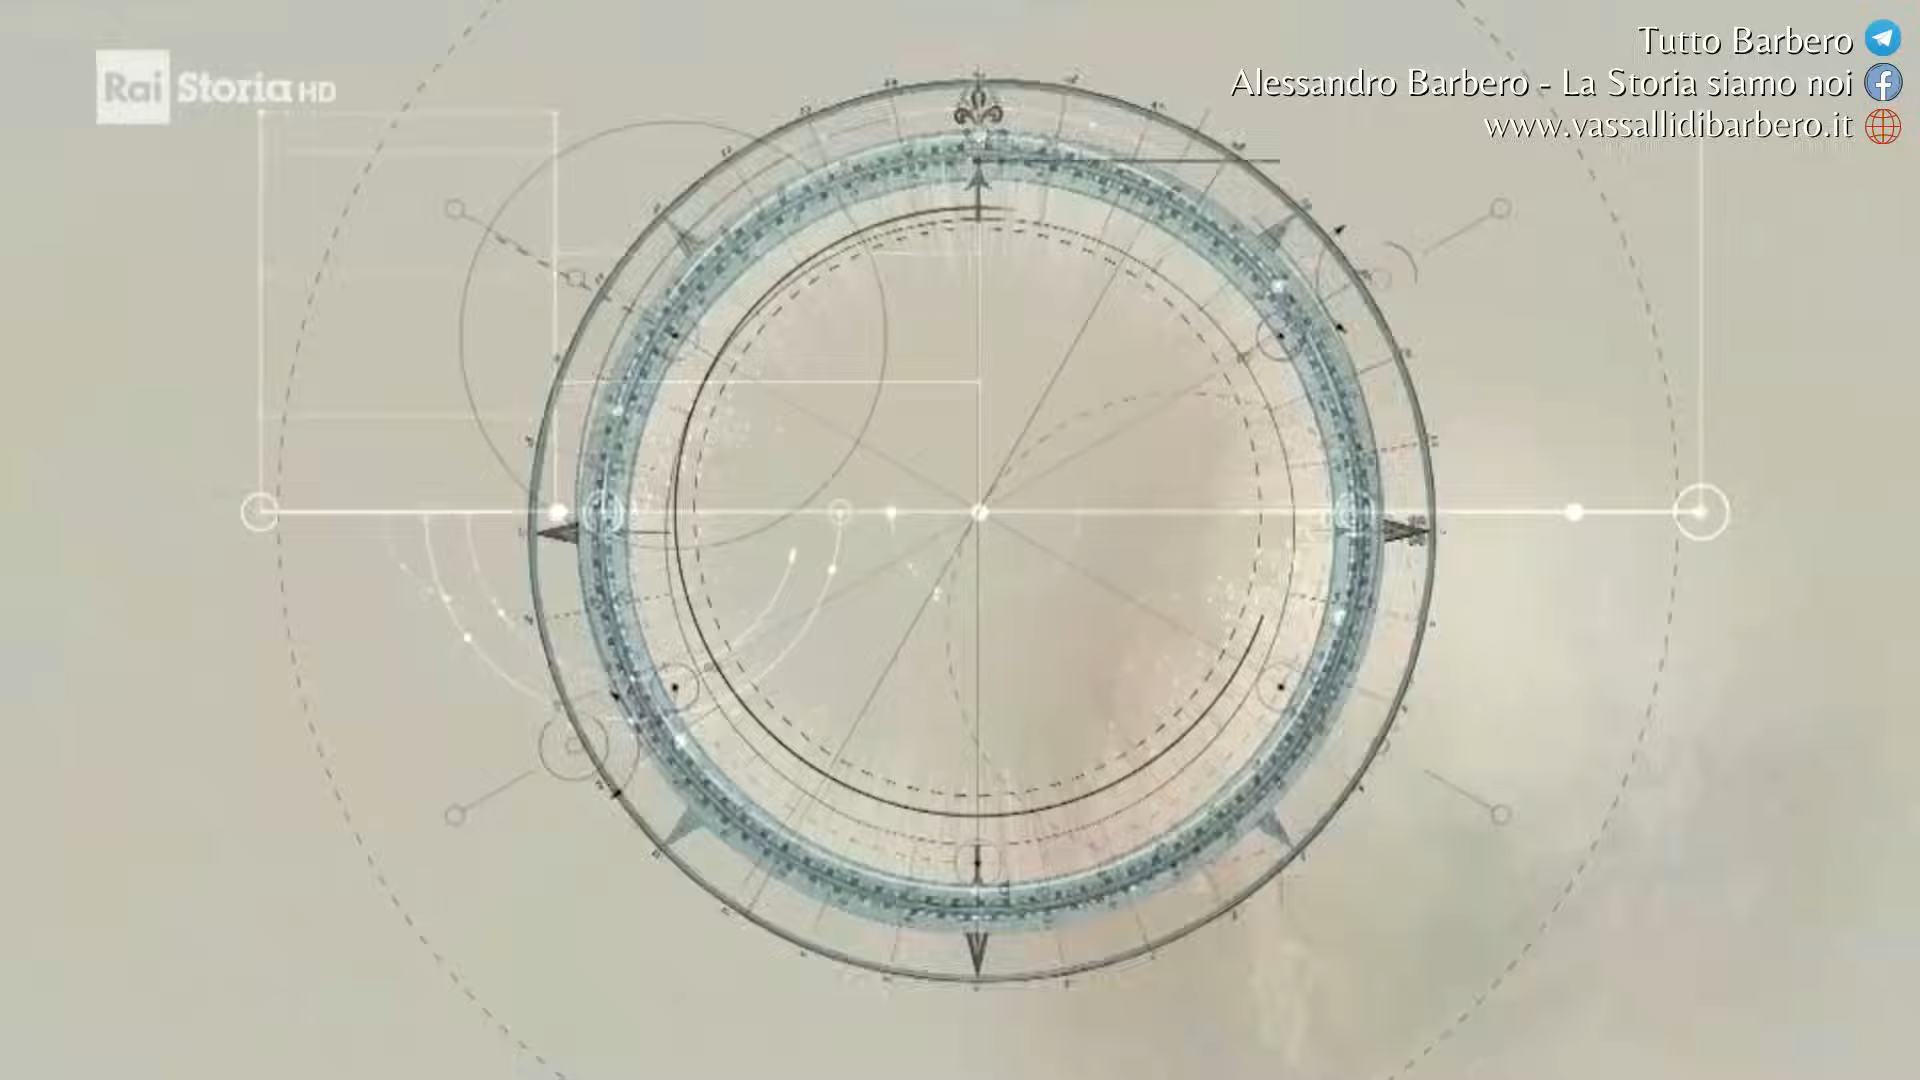 Rai Storia HD
Tutto Barbero
Alessandro Barbero - La Storia siamo noi
www.vassallidibarbero.it